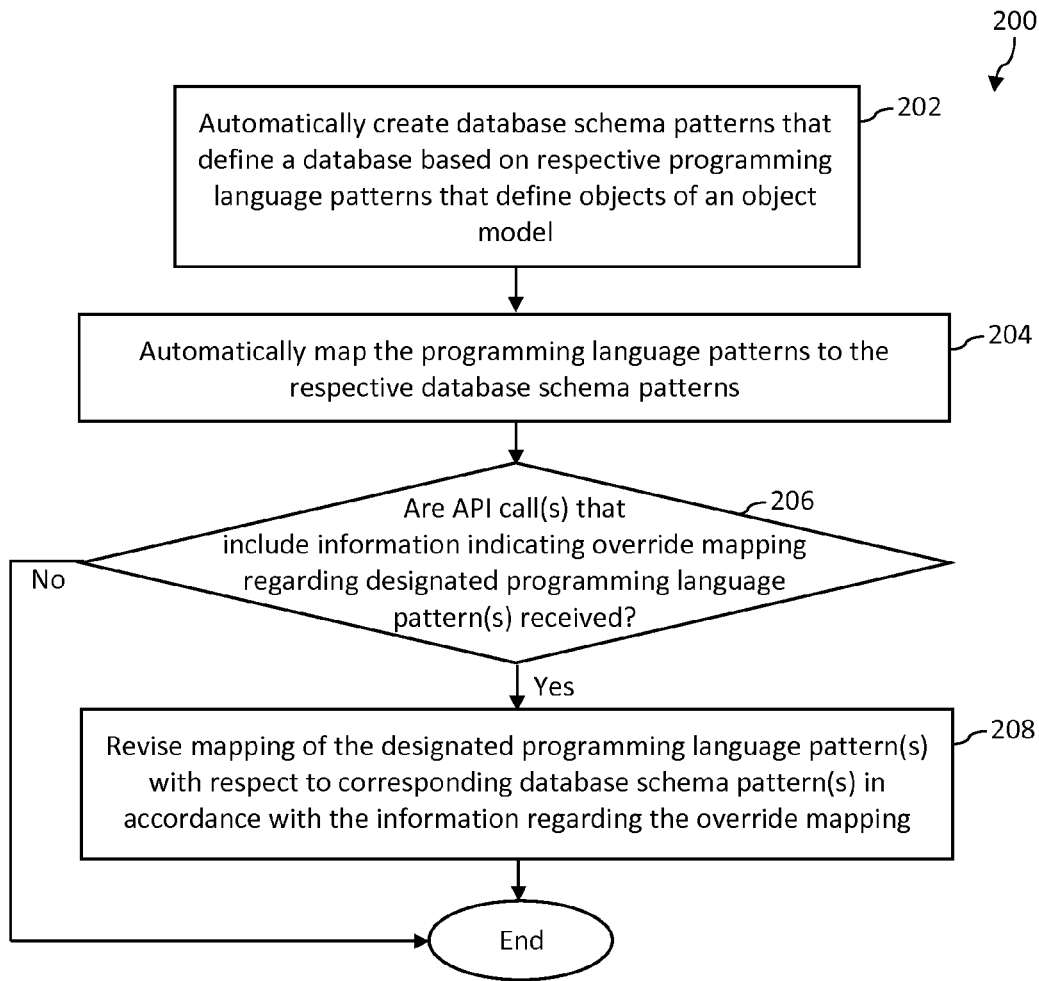 200
202
Automatically create database schema patterns that
define a database based on respective programming
language patterns that define objects of an object
model
204
Automatically map the programming language patterns to the
respective database schema patterns
206
Are API call(s) that
include information indicating override mapping
regarding designated programming language
pattern(s) received?
No
Yes
208
Revise mapping of the designated programming language pattern(s)
with respect to corresponding database schema pattern(s) in
accordance with the information regarding the override mapping
End